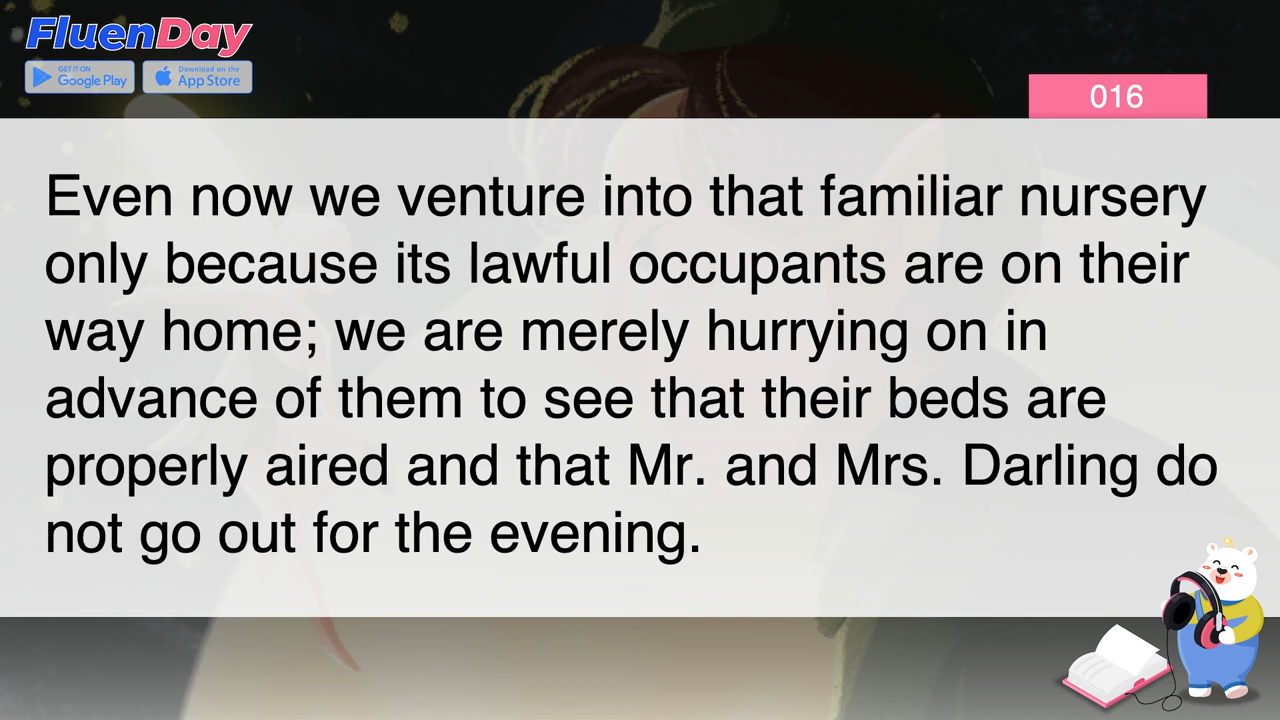 FluenDay
GET IT ON
Google Play
Download on the
App Store
016
Even now we venture into that familiar nursery
only because its lawful occupants are on their
way home; we are merely hurrying on in
advance of them to see that their beds are
properly aired and that Mr. and Mrs. Darling do
not go out for the evening.